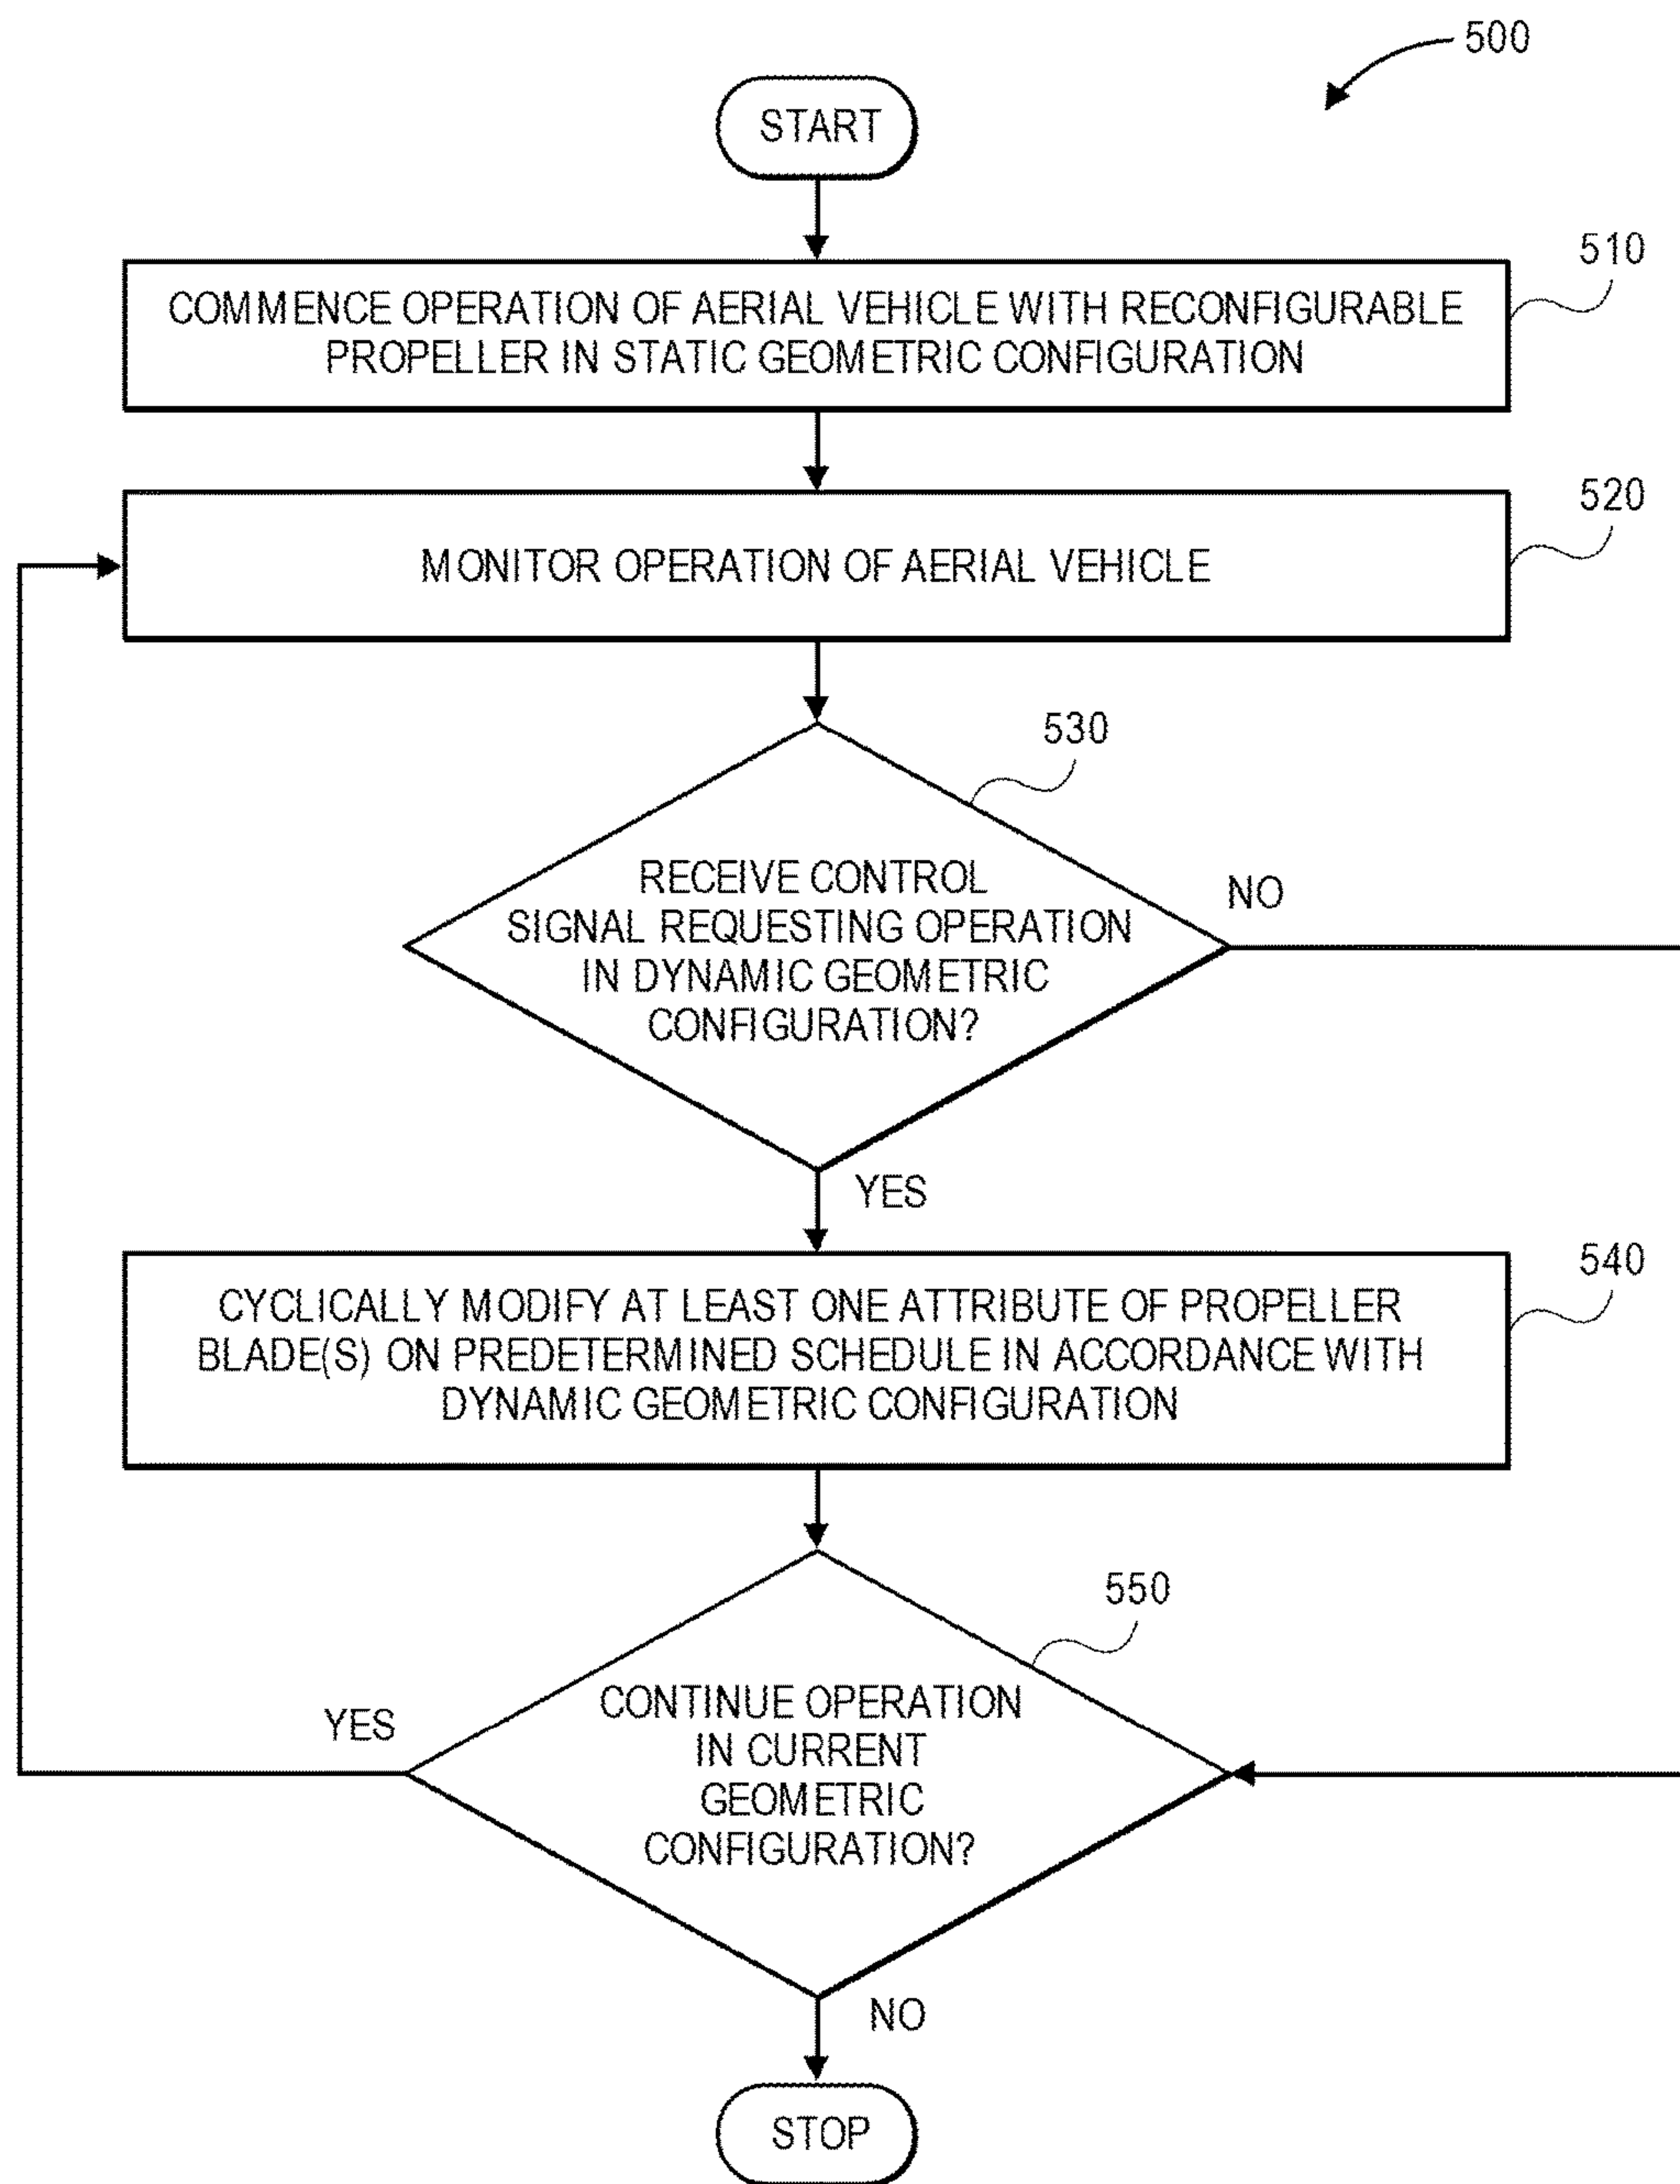 500
START
510
COMMENCE OPERATION OF AERIAL VEHICLE WITH RECONFIGURABLE
PROPELLER IN STATIC GEOMETRIC CONFIGURATION
520
MONITOR OPERATION OF AERIAL VEHICLE
530
RECEIVE CONTROL
SIGNAL REQUESTING OPERATION
IN DYNAMIC GEOMETRIC
CONFIGURATION?
NO
YES
540
CYCLICALLY MODIFY AT LEAST ONE ATTRIBUTE OF PROPELLER
BLADE(S) ON PREDETERMINED SCHEDULE IN ACCORDANCE WITH
DYNAMIC GEOMETRIC CONFIGURATION
550
CONTINUE OPERATION
IN CURRENT
GEOMETRIC
CONFIGURATION?
YES
NO
STOP